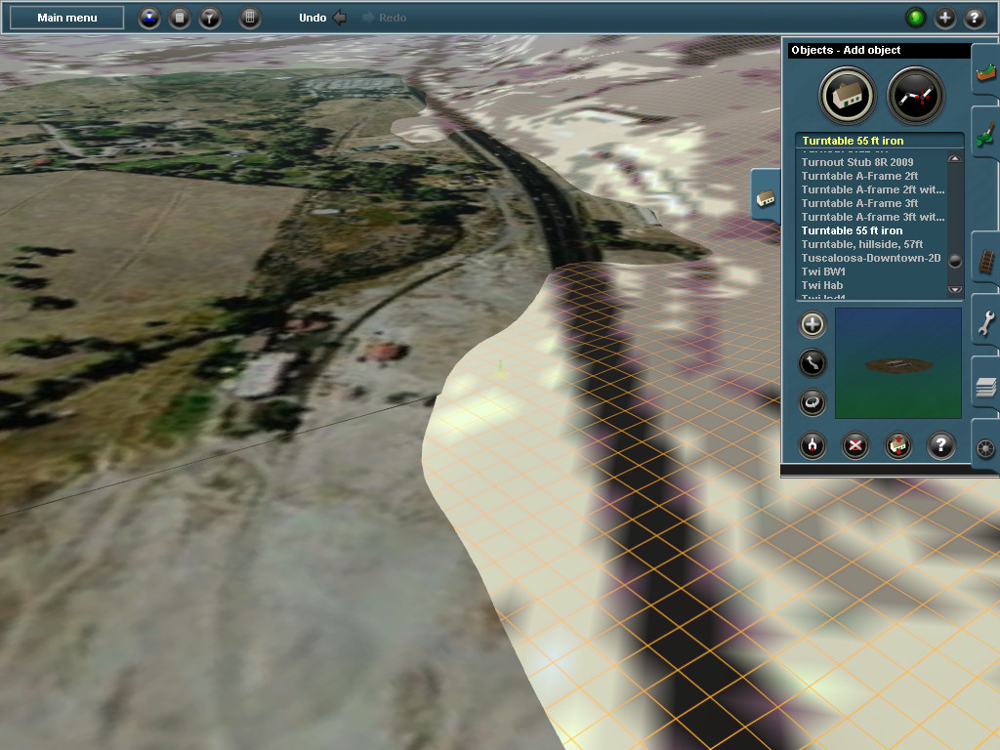 Main menu
Undo
Redo
?
Objects - Add object
Turntable 55 ft iron
Turnout Stub 8R 2009
Turntable A-Frame 2ft
Turntable A-frame 2ft wit...
Turntable A-Frame 3ft
Turntable A-frame 3ft wit...
Turntable 55 ft iron
Turntable, hillside, 57ft
Tuscaloosa-Downtown-2D
Twi BW1
Twi Hab
?